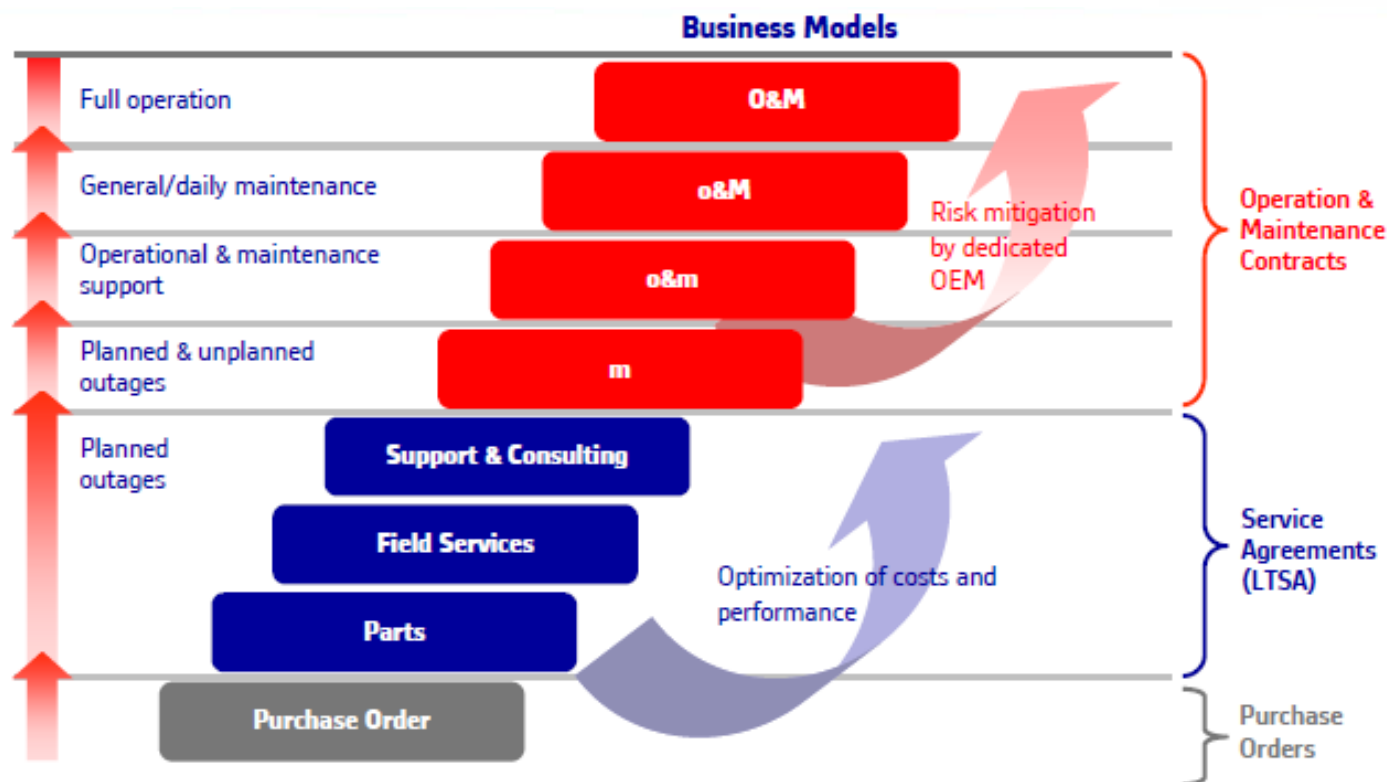 Business Models
Full operation
O&M
General/daily maintenance
o&M
Operational & maintenance
support
o&m
Planned & unplanned
outages
m
Risk mitigation
by dedicated
OEM
Operation &
Maintenance
Contracts
Planned
outages
Support & Consulting
Field Services
Parts
Optimization of costs and
performance
Service
Agreements
(LTSA)
Purchase Order
Purchase
Orders